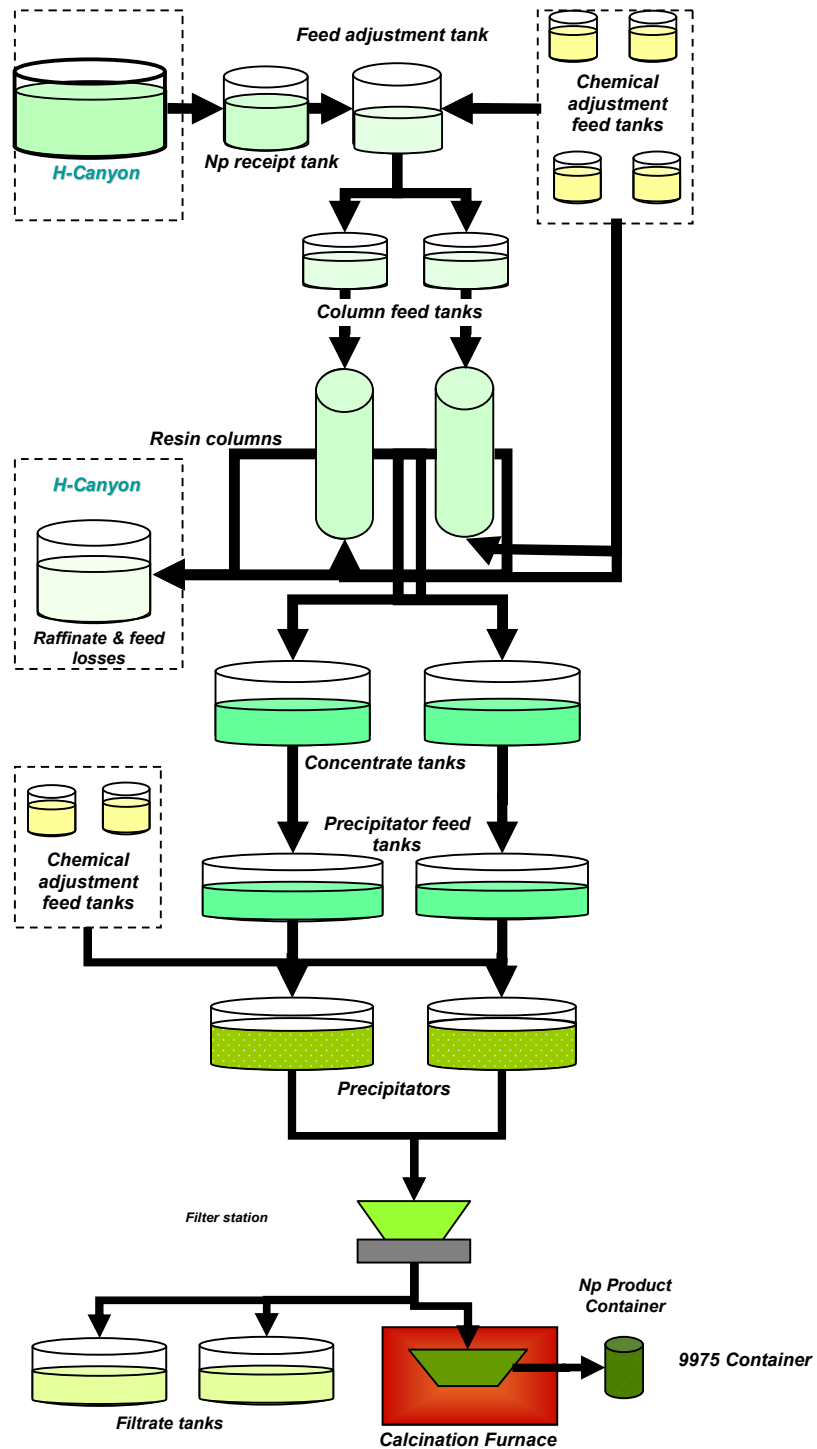 Feed adjustment tank
Chemical
adjustment
feed tanks
H-Canyon
Np receipt tank
Column feed tanks
Resin columns
H-Canyon
Raffinate & feed
losses
Concentrate tanks
Precipitator feed
tanks
Chemical
adjustment
feed tanks
Precipitators
Filter station
Np Product
Container
9975 Container
Filtrate tanks
Calcination Furnace